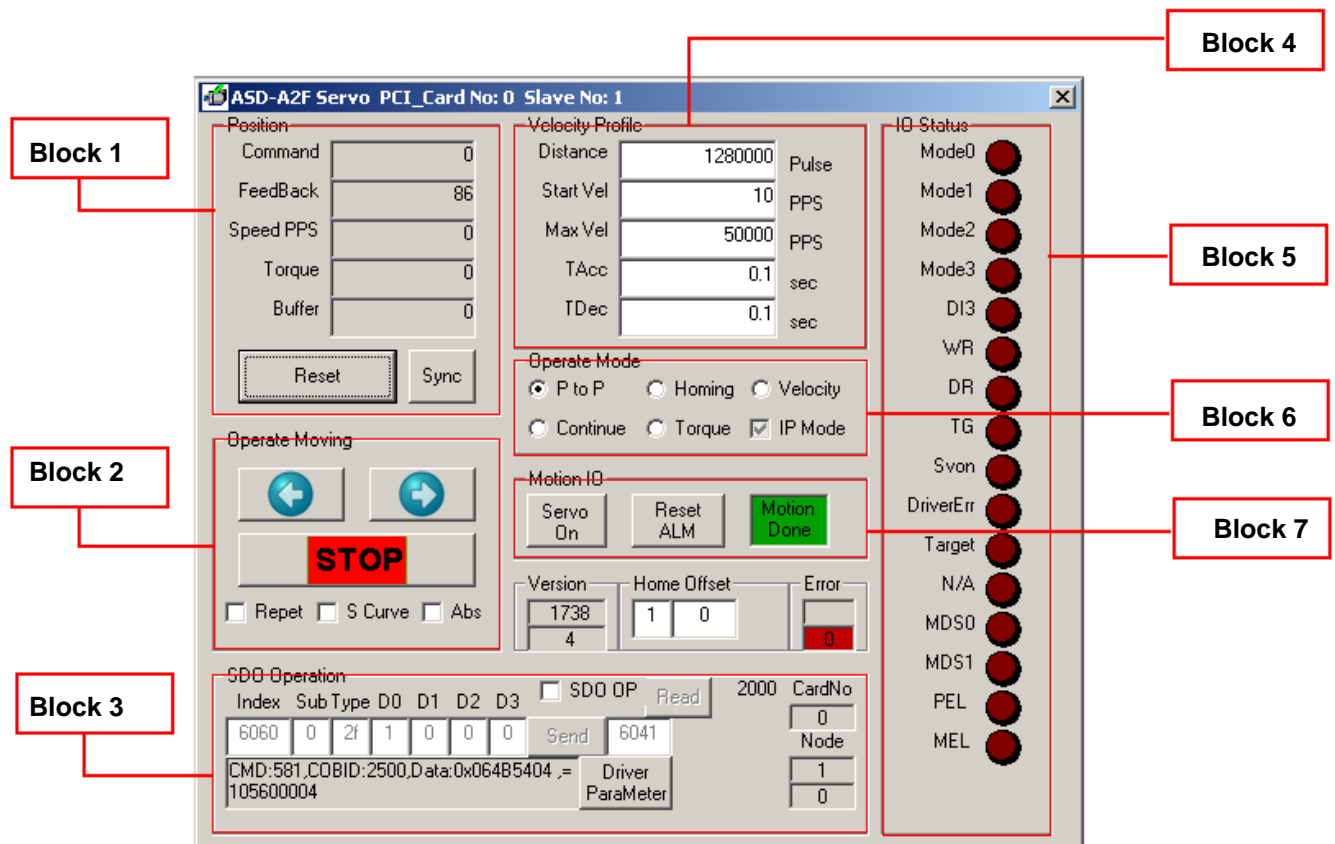 Block 4
ASD-A2F Servo PCI_Card No: 0 Slave No: 1
Block 1
Position
Command 0
FeedBack 86
Speed PPS 0
Torque 0
Buffer 0
Reset Sync
Velocity Profile
Distance 1280000 Pulse
Start Vel 10 PPS
Max Vel 50000 PPS
TAcc 0.1 sec
TDec 0.1 sec
IO Status
Mode0
Mode1
Mode2
Mode3
DI3
WR
DR
TG
Svon
DriverErr
Target
N/A
MDS0
MDS1
PEL
MEL
Block 5
Operate Mode
P to P Homing Velocity
Continue Torque IP Mode
Block 6
Block 2
Operate Moving
STOP
Repet S Curve Abs
Motion IO
Servo On
Reset ALM
Motion Done
Block 7
Version
1738
4
Home Offset
1 0
Error
0
Block 3
SDO Operation
Index Sub Type D0 D1 D2 D3 SDO OP Read 2000 CardNo
0
6060 0 2f 1 0 0 0 Send 6041 Node
CMD:581,COBID:2500,Data:0x064B5404 ,=
105600004
Driver
ParaMeter
1
0